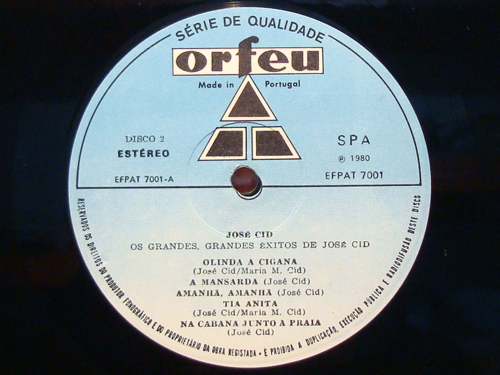 SÉRIE DE QUALIDADE
orfeu
Made in Portugal
DISCO 2
ESTÉREO
EFPAT 7001-A
SPA
℗ 1980
EFPAT 7001
JOSÉ CID
OS GRANDES, GRANDES ÊXITOS DE JOSÉ CID
OLINDA A CIGANA
(José Cid/Maria M. Cid)
A MANSARDA (José Cid)
AMANHÃ, AMANHÃ (José Cid)
TIA ANITA
(José Cid/Maria M. Cid)
NA CABANA JUNTO À PRAIA
(José Cid)
RESERVADOS OS DIREITOS DO PRODUTOR FONOGRÁFICO E DO PROPRIETÁRIO DA OBRA REGISTADA • É PROIBIDA A DUPLICAÇÃO, EXECUÇÃO PÚBLICA E RADIODIFUSÃO DESTE DISCO